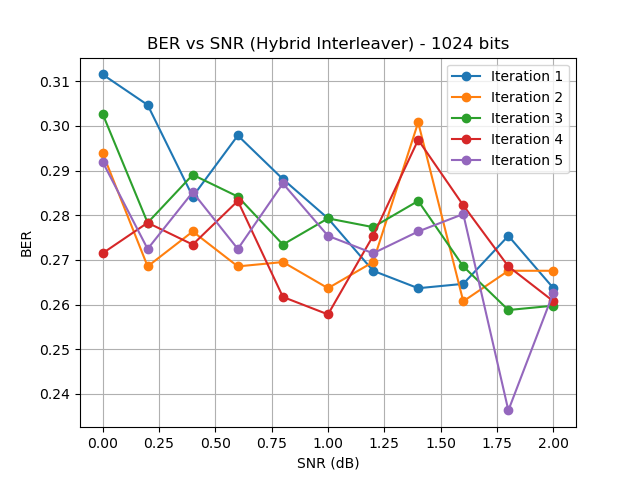 BER vs SNR (Hybrid Interleaver) - 1024 bits
Iteration 1
Iteration 2
Iteration 3
Iteration 4
Iteration 5
0.31
0.30
0.29
0.28
0.27
0.26
0.25
0.24
BER
0.00 0.25 0.50 0.75 1.00 1.25 1.50 1.75 2.00
SNR (dB)